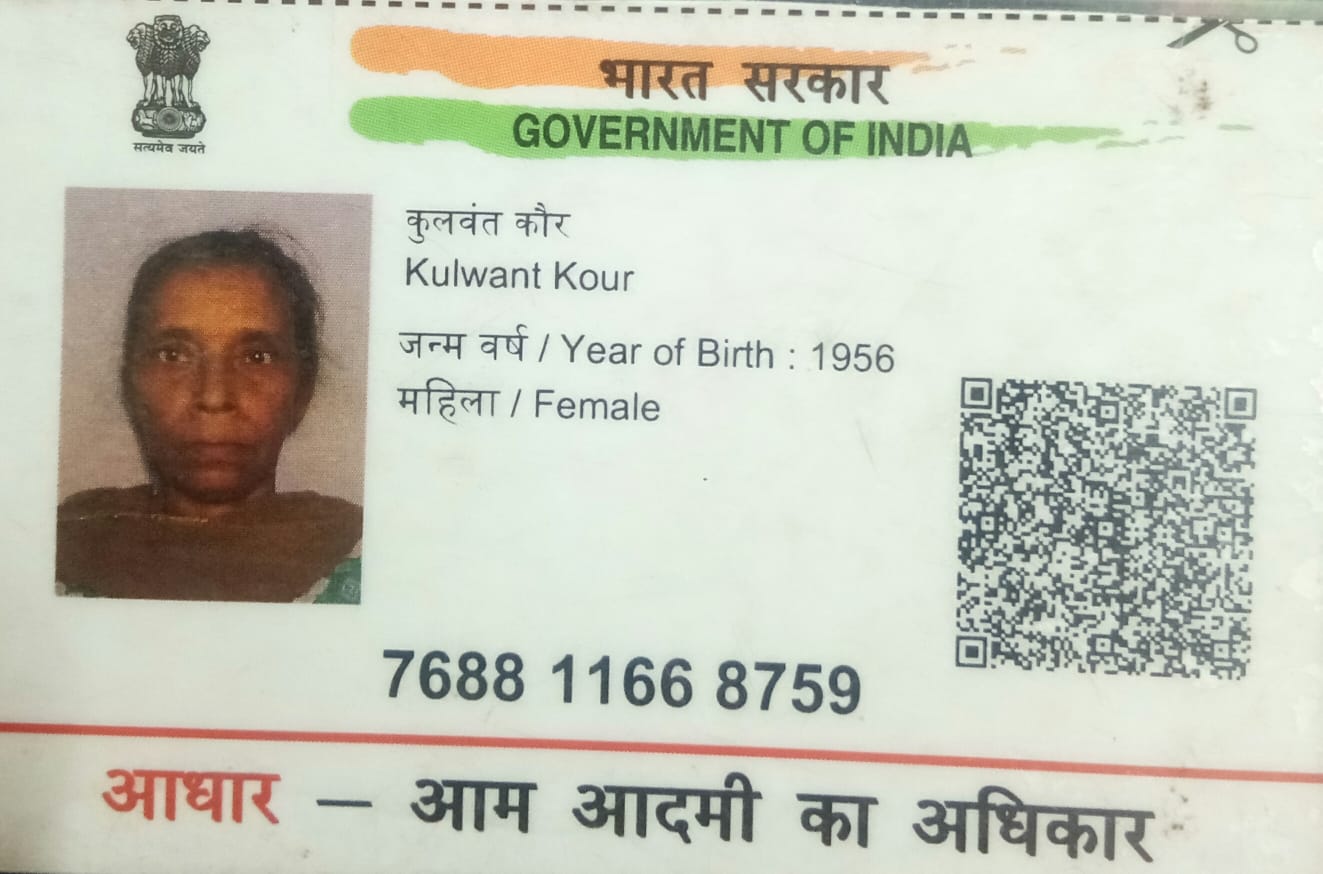 सत्यमेव जयते
भारत सरकार
GOVERNMENT OF INDIA
कुलवंत कौर
Kulwant Kour
जन्म वर्ष / Year of Birth : 1956
महिला / Female
7688 1166 8759
आधार – आम आदमी का अधिकार